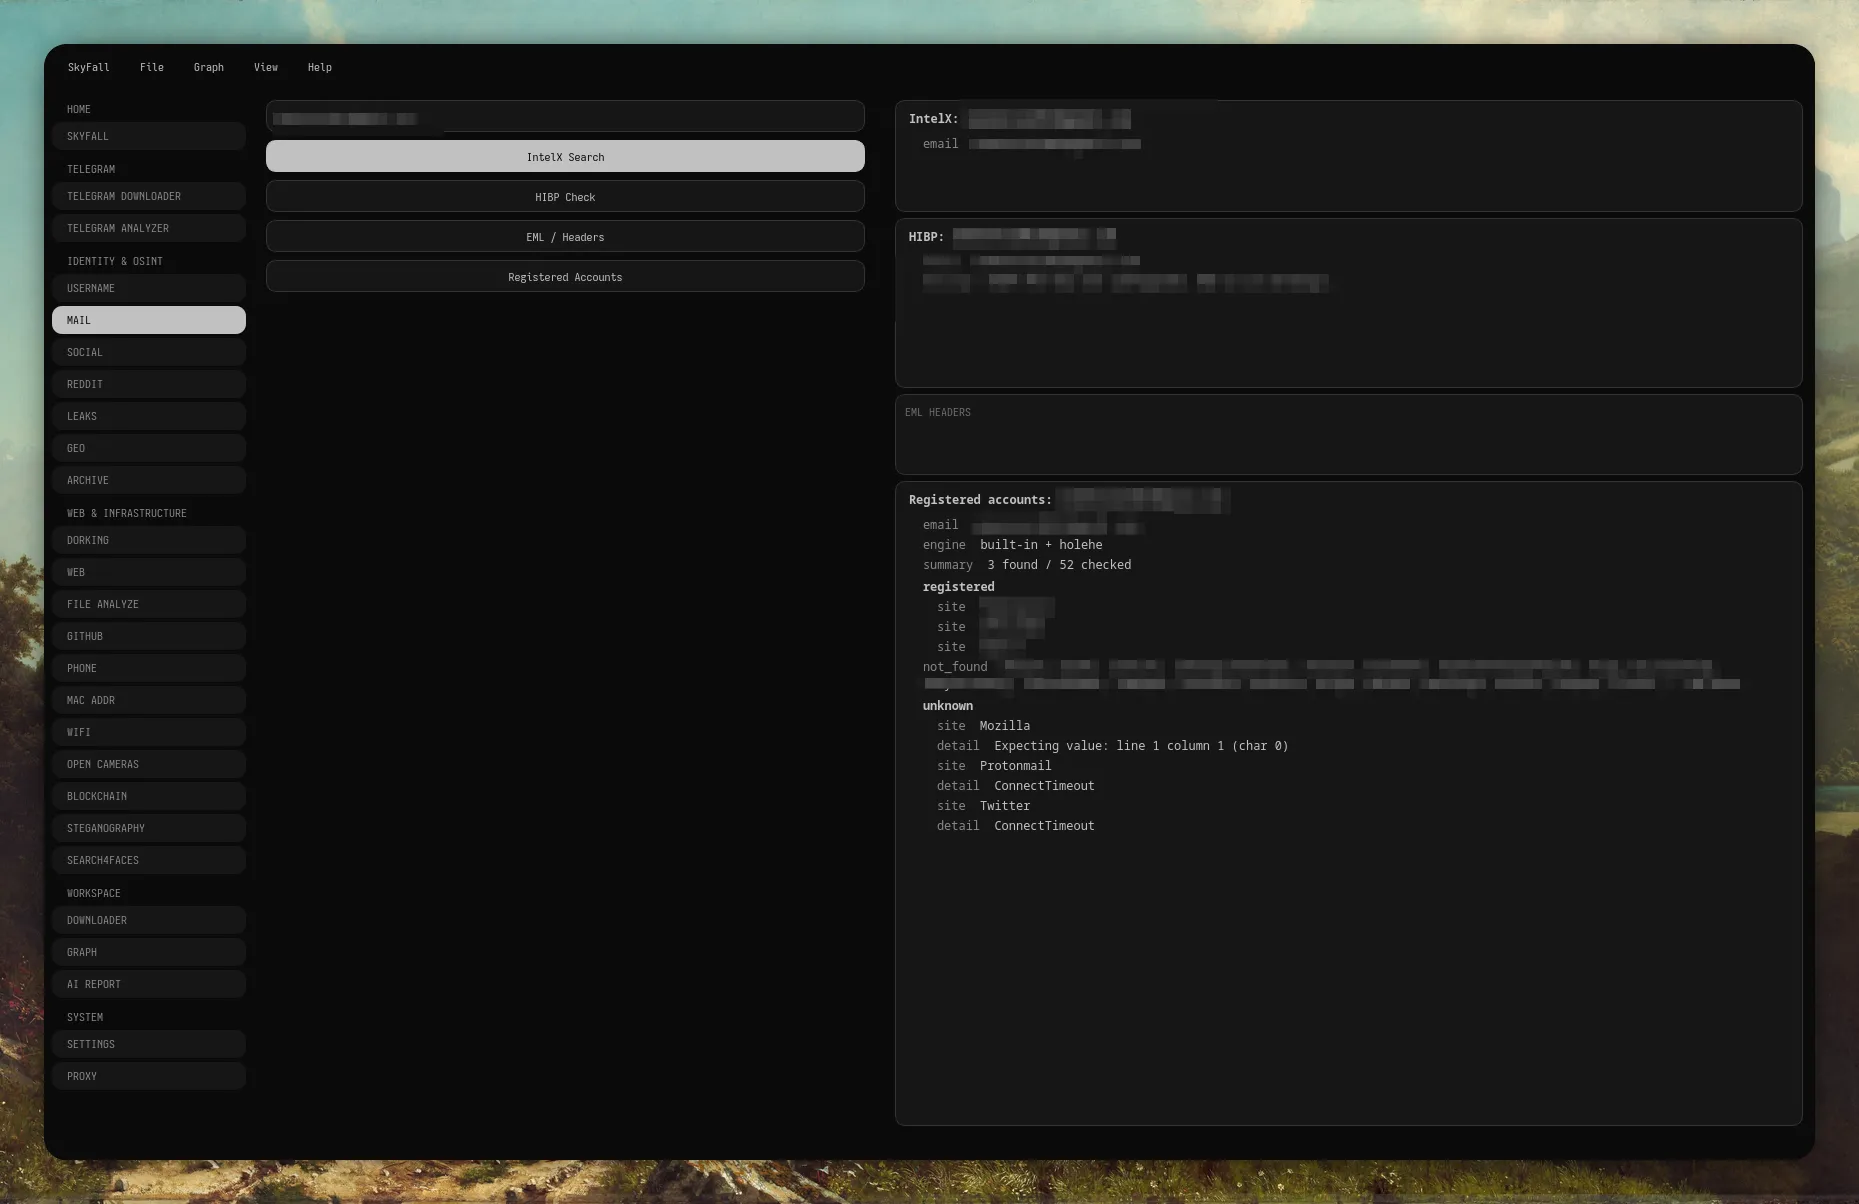 SkyFall File Graph View Help
HOME
SKYFALL
TELEGRAM
TELEGRAM DOWNLOADER
TELEGRAM ANALYZER
IDENTITY & OSINT
USERNAME
MAIL
SOCIAL
REDDIT
LEAKS
GEO
ARCHIVE
WEB & INFRASTRUCTURE
DORKING
WEB
FILE ANALYZE
GITHUB
PHONE
MAC ADDR
WIFI
OPEN CAMERAS
BLOCKCHAIN
STEGANOGRAPHY
SEARCH4FACES
WORKSPACE
DOWNLOADER
GRAPH
AI REPORT
SYSTEM
SETTINGS
PROXY
IntelX Search
HIBP Check
EML / Headers
Registered Accounts
IntelX:
email
HIBP:
EML HEADERS
Registered accounts:
email
engine built-in + holehe
summary 3 found / 52 checked
registered
site
site
site
not_found
unknown
site Mozilla
detail Expecting value: line 1 column 1 (char 0)
site Protonmail
detail ConnectTimeout
site Twitter
detail ConnectTimeout